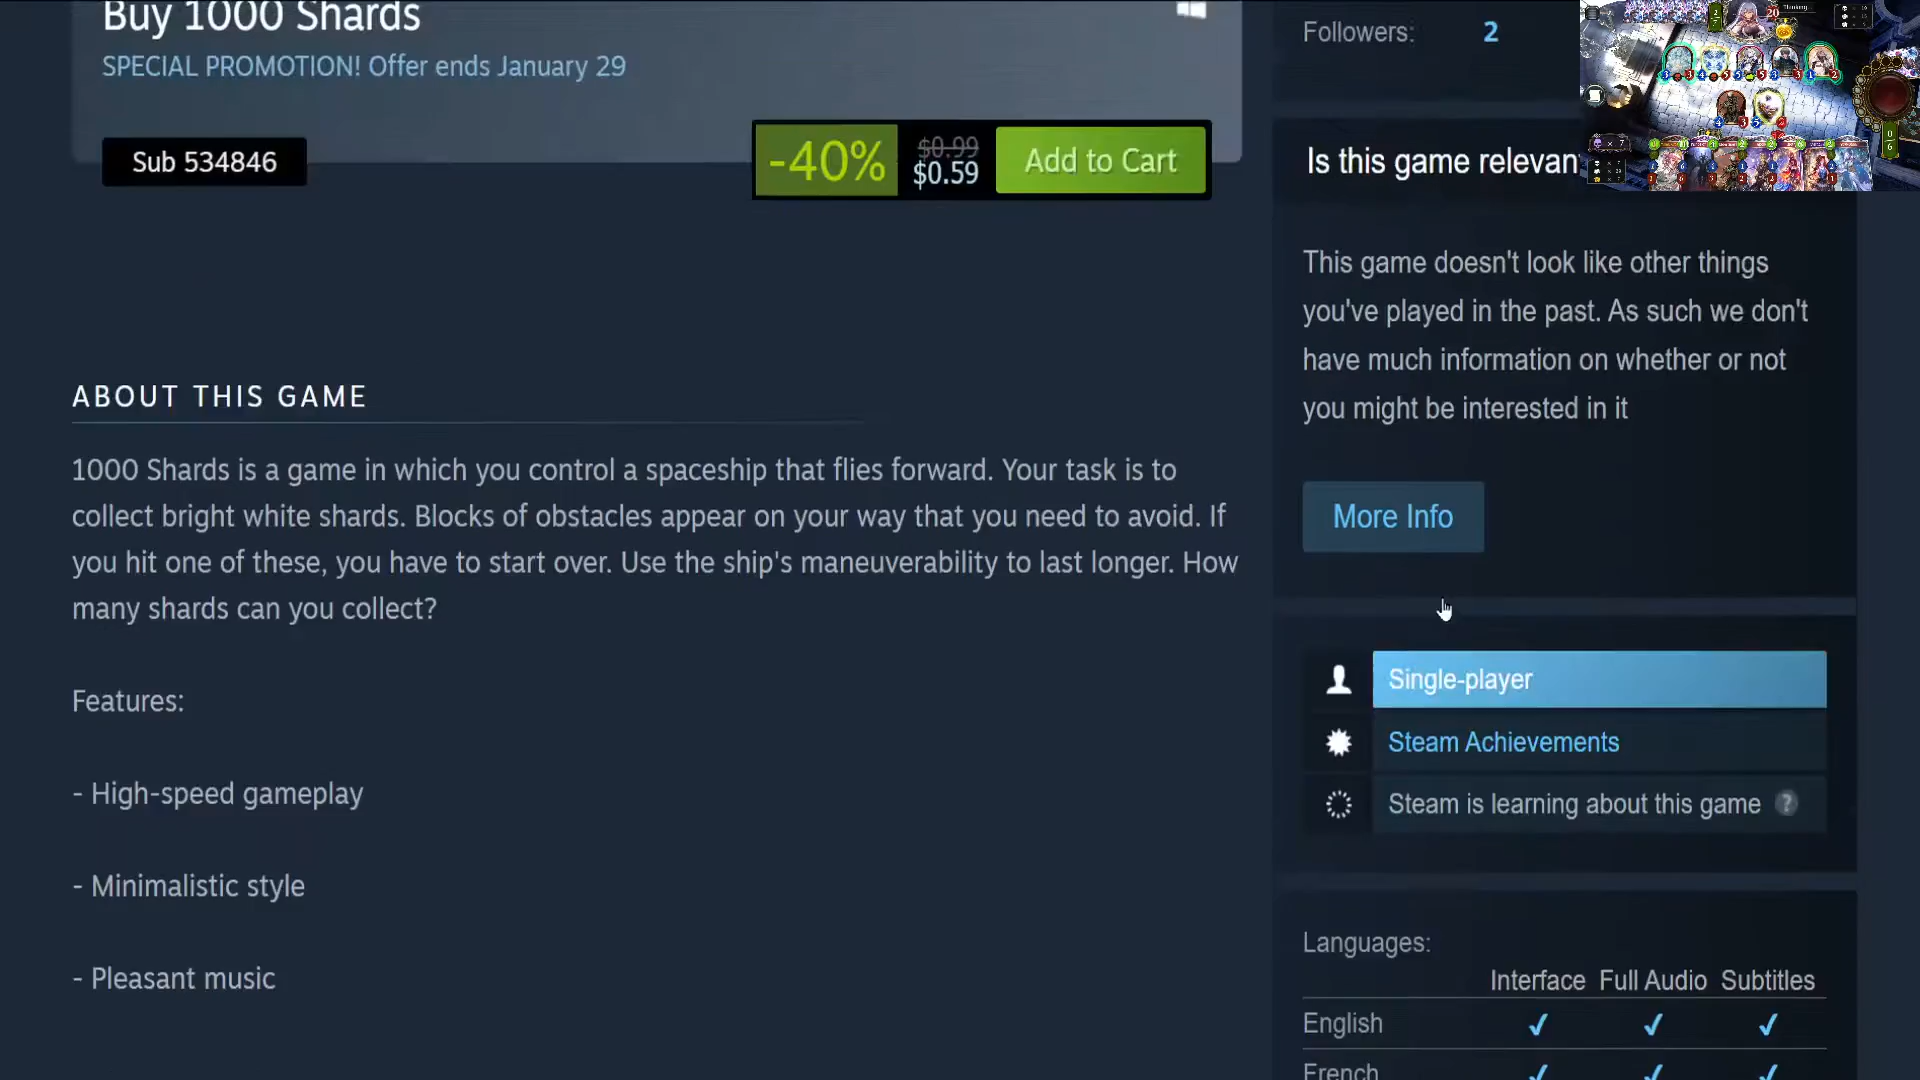 Buy 1000 Shards
SPECIAL PROMOTION! Offer ends January 29
Sub 534846
-40%
$0.99
$0.59
Add to Cart
ABOUT THIS GAME
1000 Shards is a game in which you control a spaceship that flies forward. Your task is to
collect bright white shards. Blocks of obstacles appear on your way that you need to avoid. If
you hit one of these, you have to start over. Use the ship's maneuverability to last longer. How
many shards can you collect?
Features:
- High-speed gameplay
- Minimalistic style
- Pleasant music
Followers: 2
Is this game relevan
This game doesn't look like other things
you've played in the past. As such we don't
have much information on whether or not
you might be interested in it
More Info
Single-player
Steam Achievements
Steam is learning about this game ?
Languages:
Interface Full Audio Subtitles
English ✓ ✓ ✓
French ✓ ✓ ✓
20
Thinking